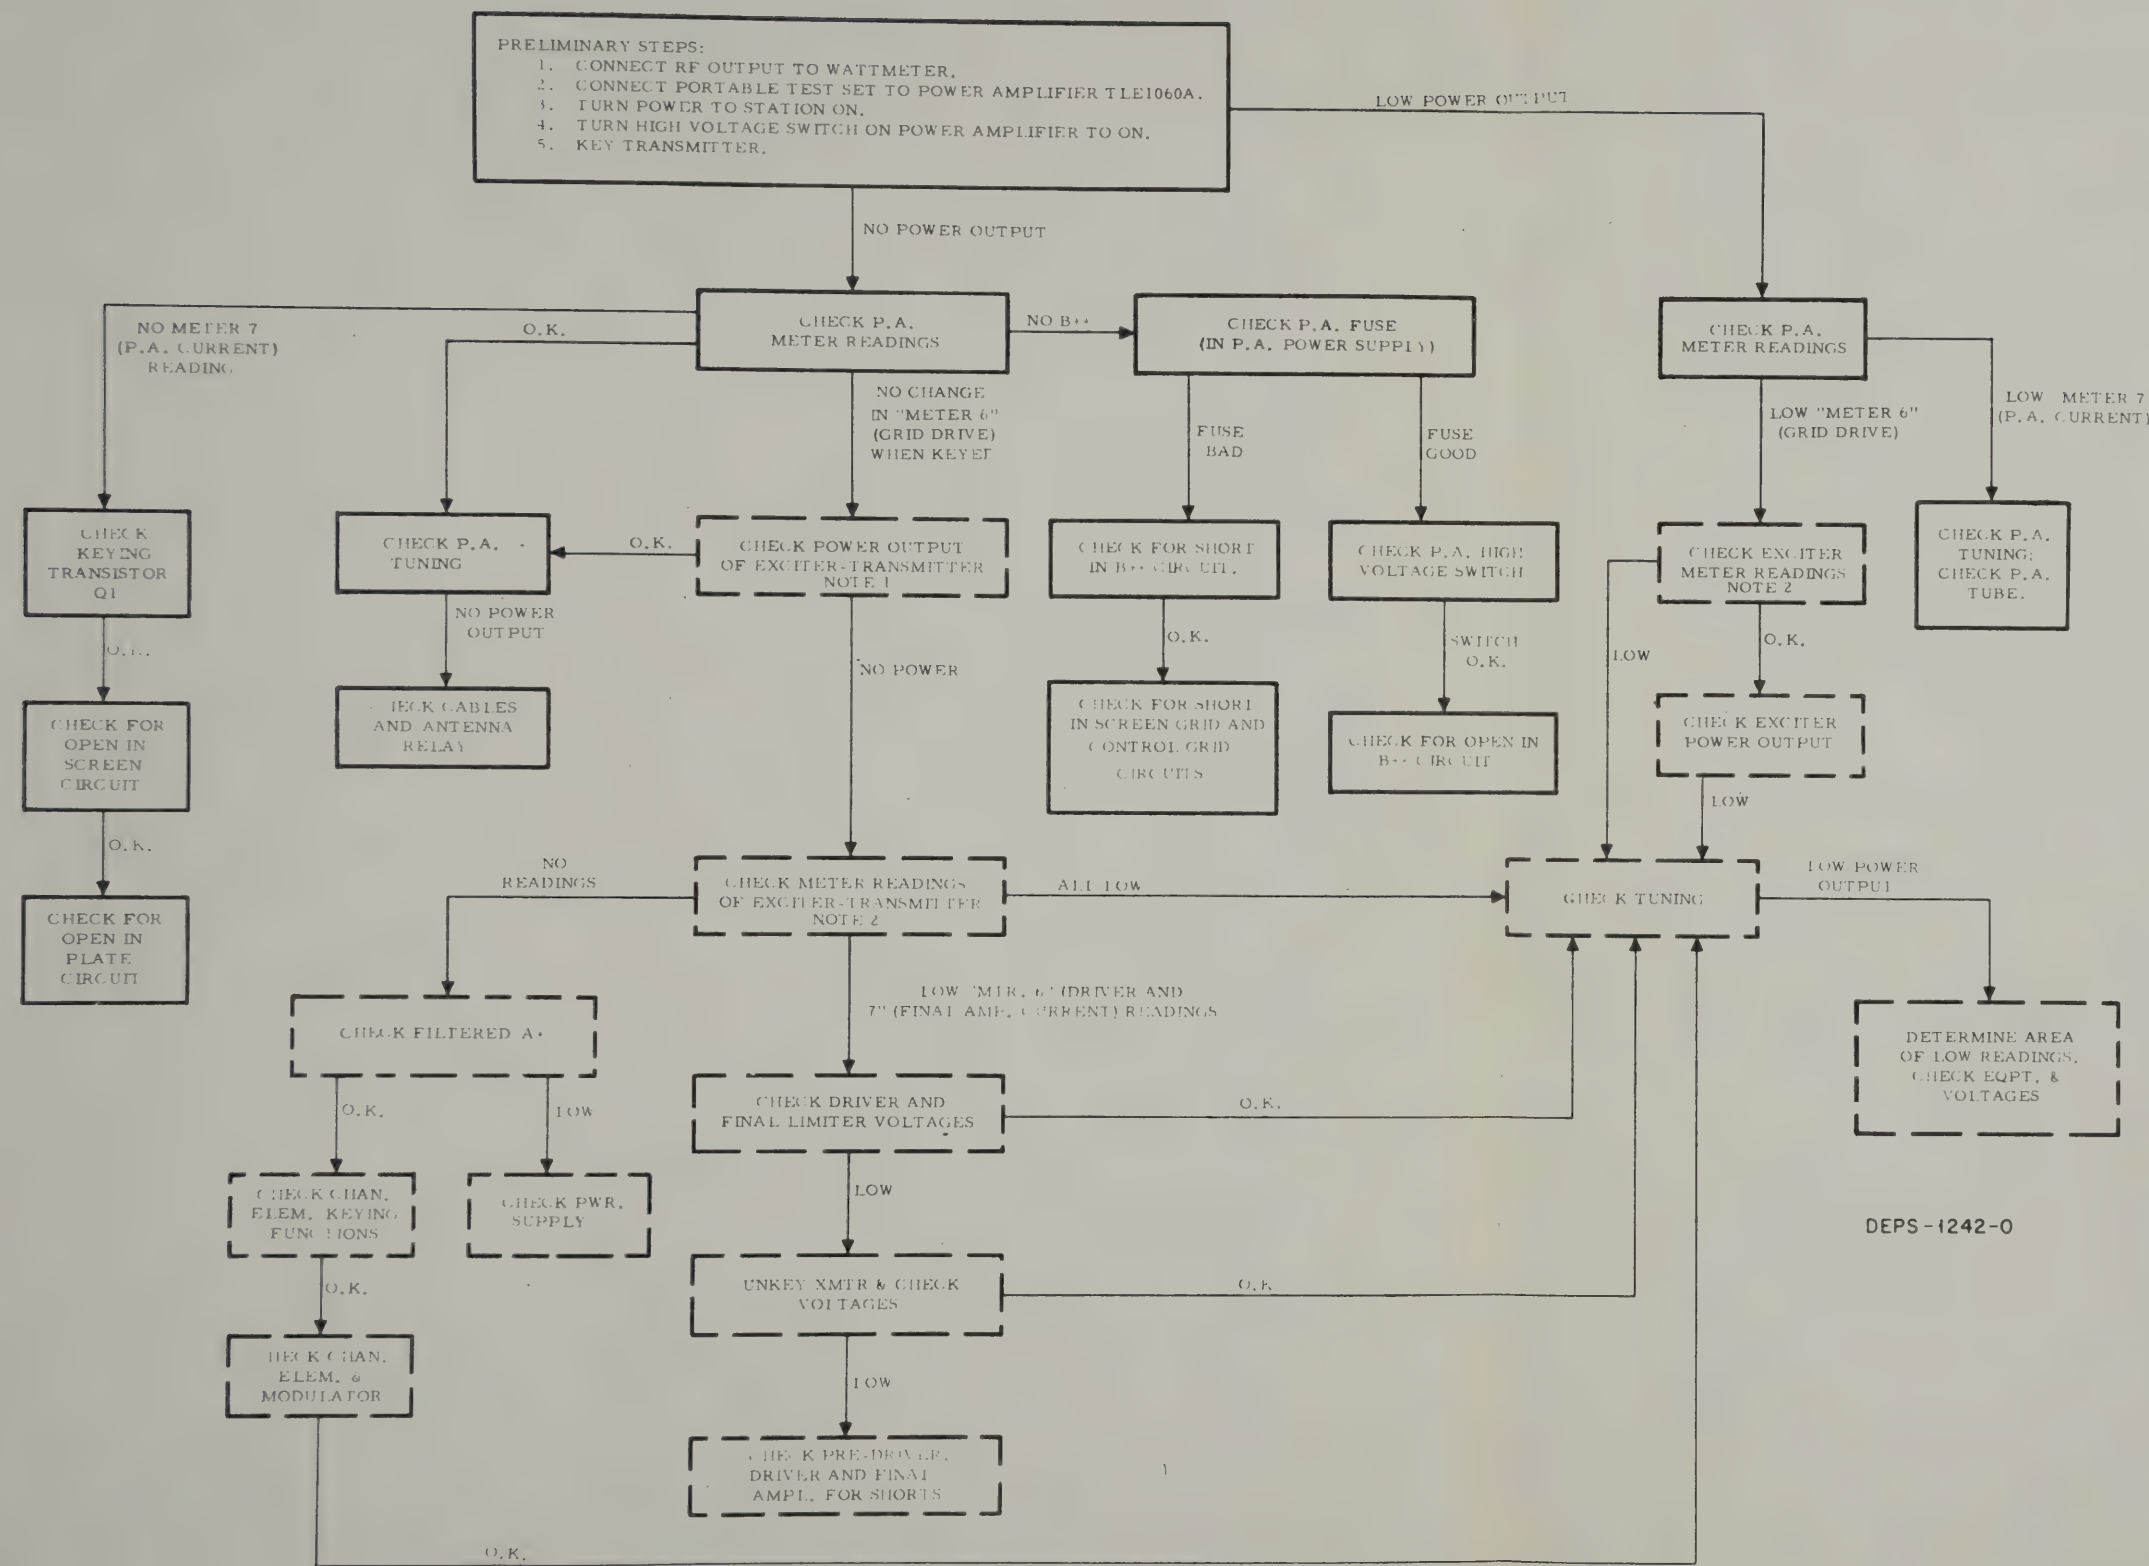 PRELIMINARY STEPS:
1. CONNECT RF OUTPUT TO WATTMETER.
2. CONNECT PORTABLE TEST SET TO POWER AMPLIFIER TLE1060A.
3. TURN POWER TO STATION ON.
4. TURN HIGH VOLTAGE SWITCH ON POWER AMPLIFIER TO ON.
5. KEY TRANSMITTER.
LOW POWER OUTPUT
NO POWER OUTPUT
NO METER 7
(P.A. CURRENT)
READING
O.K.
CHECK P.A.
METER READINGS
NO B++
CHECK P.A. FUSE
(IN P.A. POWER SUPPLY)
CHECK P.A.
METER READINGS
NO CHANGE
IN "METER 6"
(GRID DRIVE)
WHEN KEYED
FUSE
BAD
FUSE
GOOD
LOW "METER 6"
(GRID DRIVE)
LOW METER 7
(P.A. CURRENT)
CHECK
KEYING
TRANSISTOR
Q1
CHECK P.A.
TUNING
O.K.
CHECK POWER OUTPUT
OF EXCITER-TRANSMITTER
NOTE 1
CHECK FOR SHORT
IN B++ CIRCUIT.
CHECK P.A. HIGH
VOLTAGE SWITCH
CHECK EXCITER
METER READINGS
NOTE 2
CHECK P.A.
TUNING;
CHECK P.A.
TUBE.
O.K.
NO POWER
OUTPUT
NO POWER
O.K.
SWITCH
O.K.
LOW
O.K.
CHECK FOR
OPEN IN
SCREEN
CIRCUIT
CHECK CABLES
AND ANTENNA
RELAY
CHECK FOR SHORT
IN SCREEN GRID AND
CONTROL GRID
CIRCUITS
CHECK FOR OPEN IN
B++ CIRCUIT
CHECK EXCITER
POWER OUTPUT
LOW
O.K.
CHECK FOR
OPEN IN
PLATE
CIRCUIT
NO
READINGS
CHECK METER READINGS
OF EXCITER-TRANSMITTER
NOTE 2
ALL LOW
CHECK TUNING
LOW POWER
OUTPUT
LOW "MTR. 6" (DRIVER AND
7" (FINAL AMP. CURRENT) READINGS
CHECK FILTERED A+
DETERMINE AREA
OF LOW READINGS.
CHECK EQPT. &
VOLTAGES
O.K.
LOW
CHECK DRIVER AND
FINAL LIMITER VOLTAGES
O.K.
CHECK CHAN.
ELEM. KEYING
FUNCTIONS
CHECK PWR.
SUPPLY
LOW
DEPS-1242-O
O.K.
UNKEY XMTR & CHECK
VOLTAGES
O.K
CHECK CHAN.
ELEM. &
MODULATOR
LOW
CHECK PRE-DRIVER,
DRIVER AND FINAL
AMPL. FOR SHORTS
O.K.